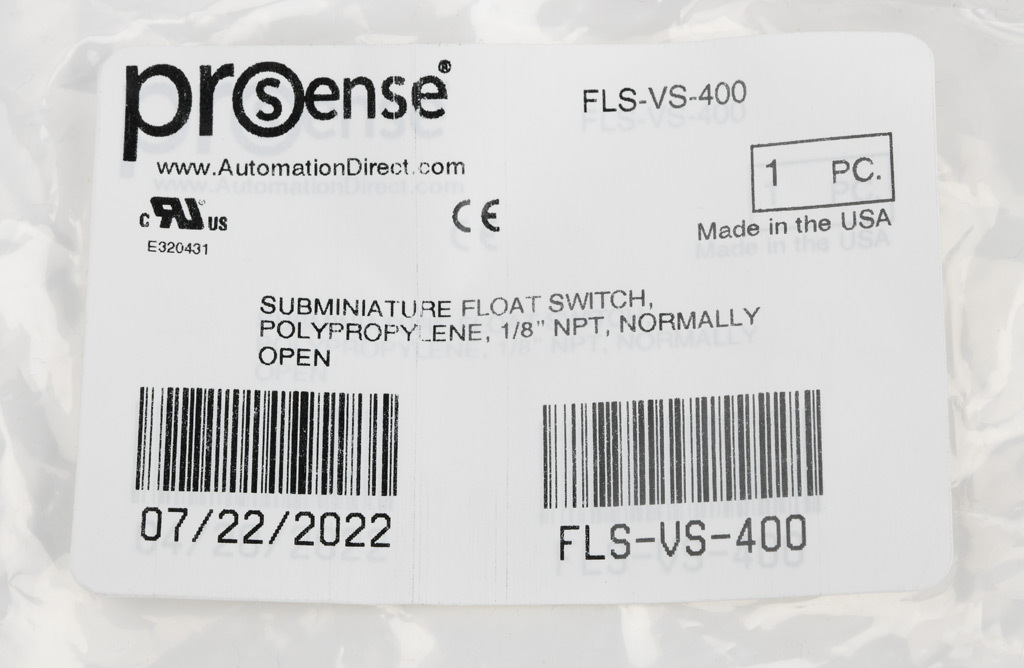 prosense®
FLS-VS-400
www.AutomationDirect.com
1 PC.
Made in the USA
c RU US
E320431
CE
SUBMINIATURE FLOAT SWITCH,
POLYPROPYLENE, 1/8" NPT, NORMALLY
OPEN
07/22/2022
FLS-VS-400